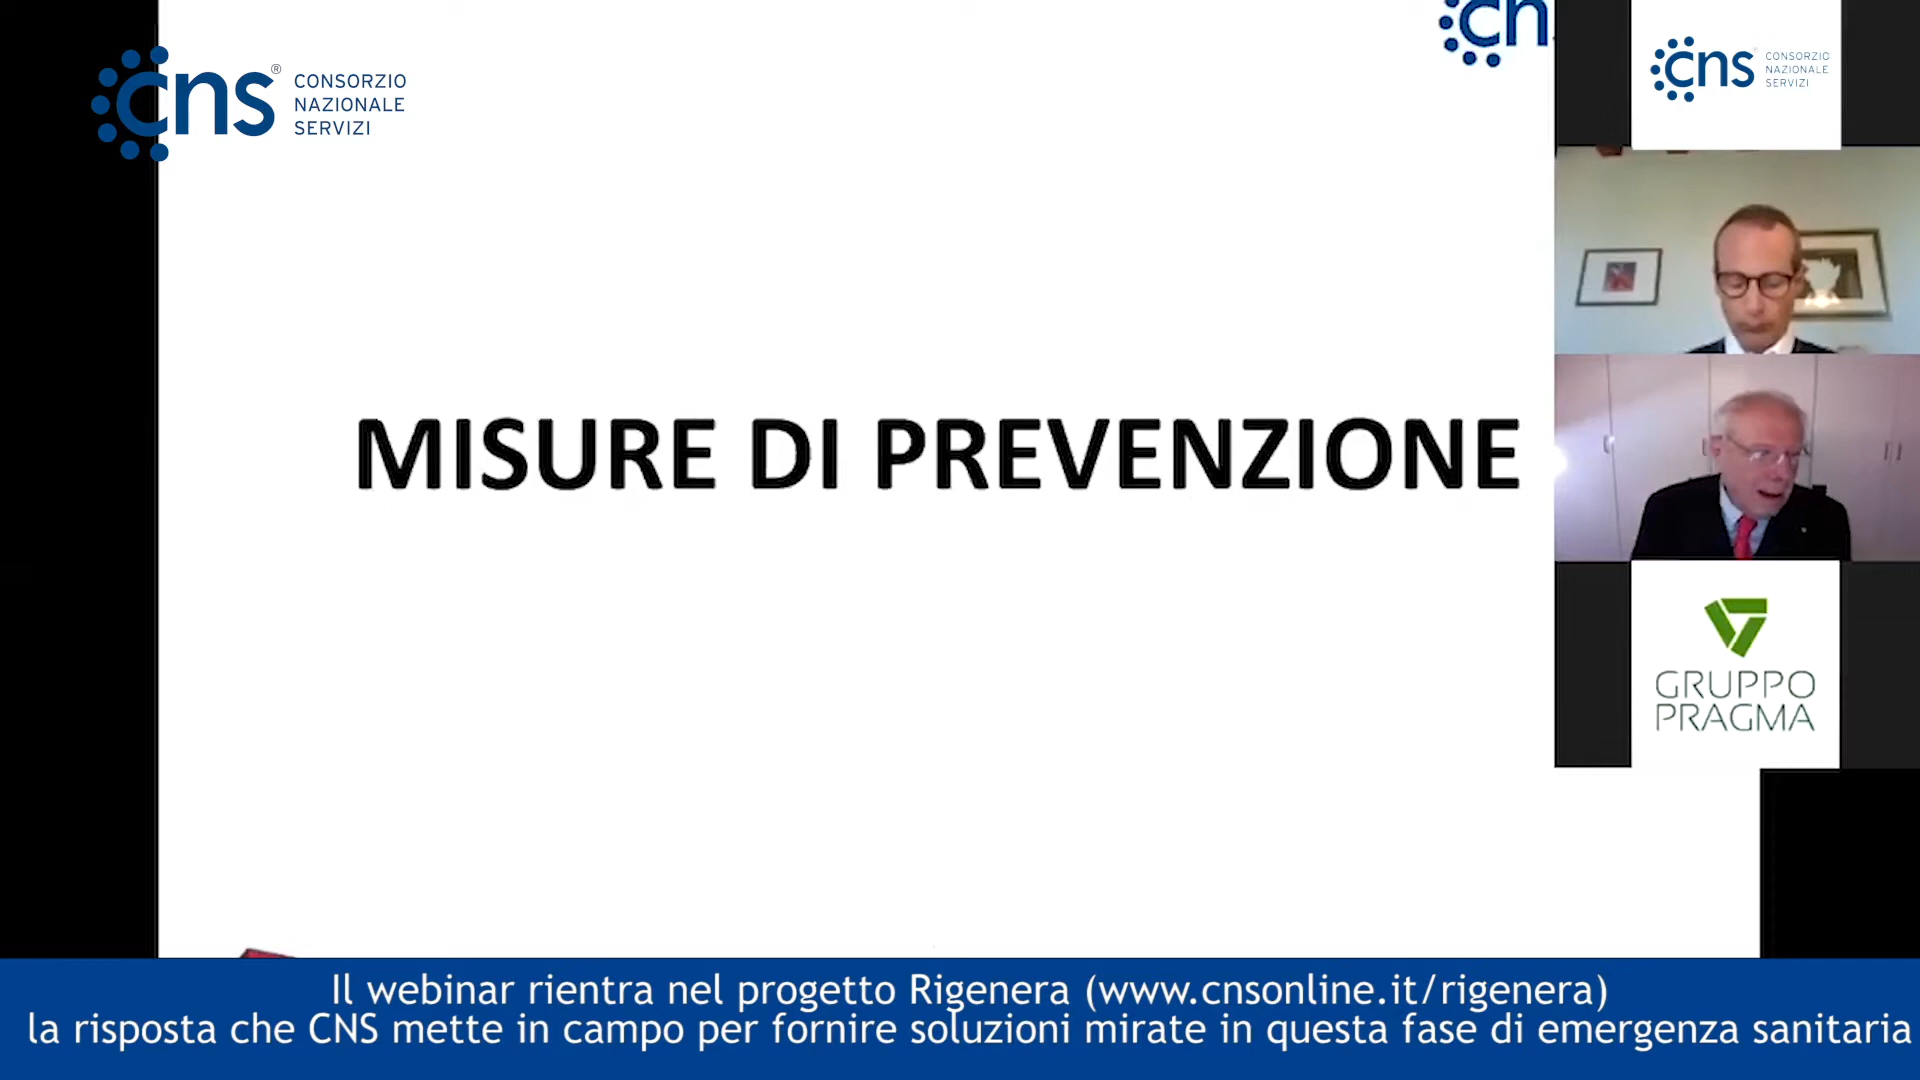 cns® CONSORZIO
NAZIONALE
SERVIZI
cn
cns CONSORZIO
NAZIONALE
SERVIZI
MISURE DI PREVENZIONE
GRUPPO
PRAGMA
Il webinar rientra nel progetto Rigenera (www.cnsonline.it/rigenera)
la risposta che CNS mette in campo per fornire soluzioni mirate in questa fase di emergenza sanitaria